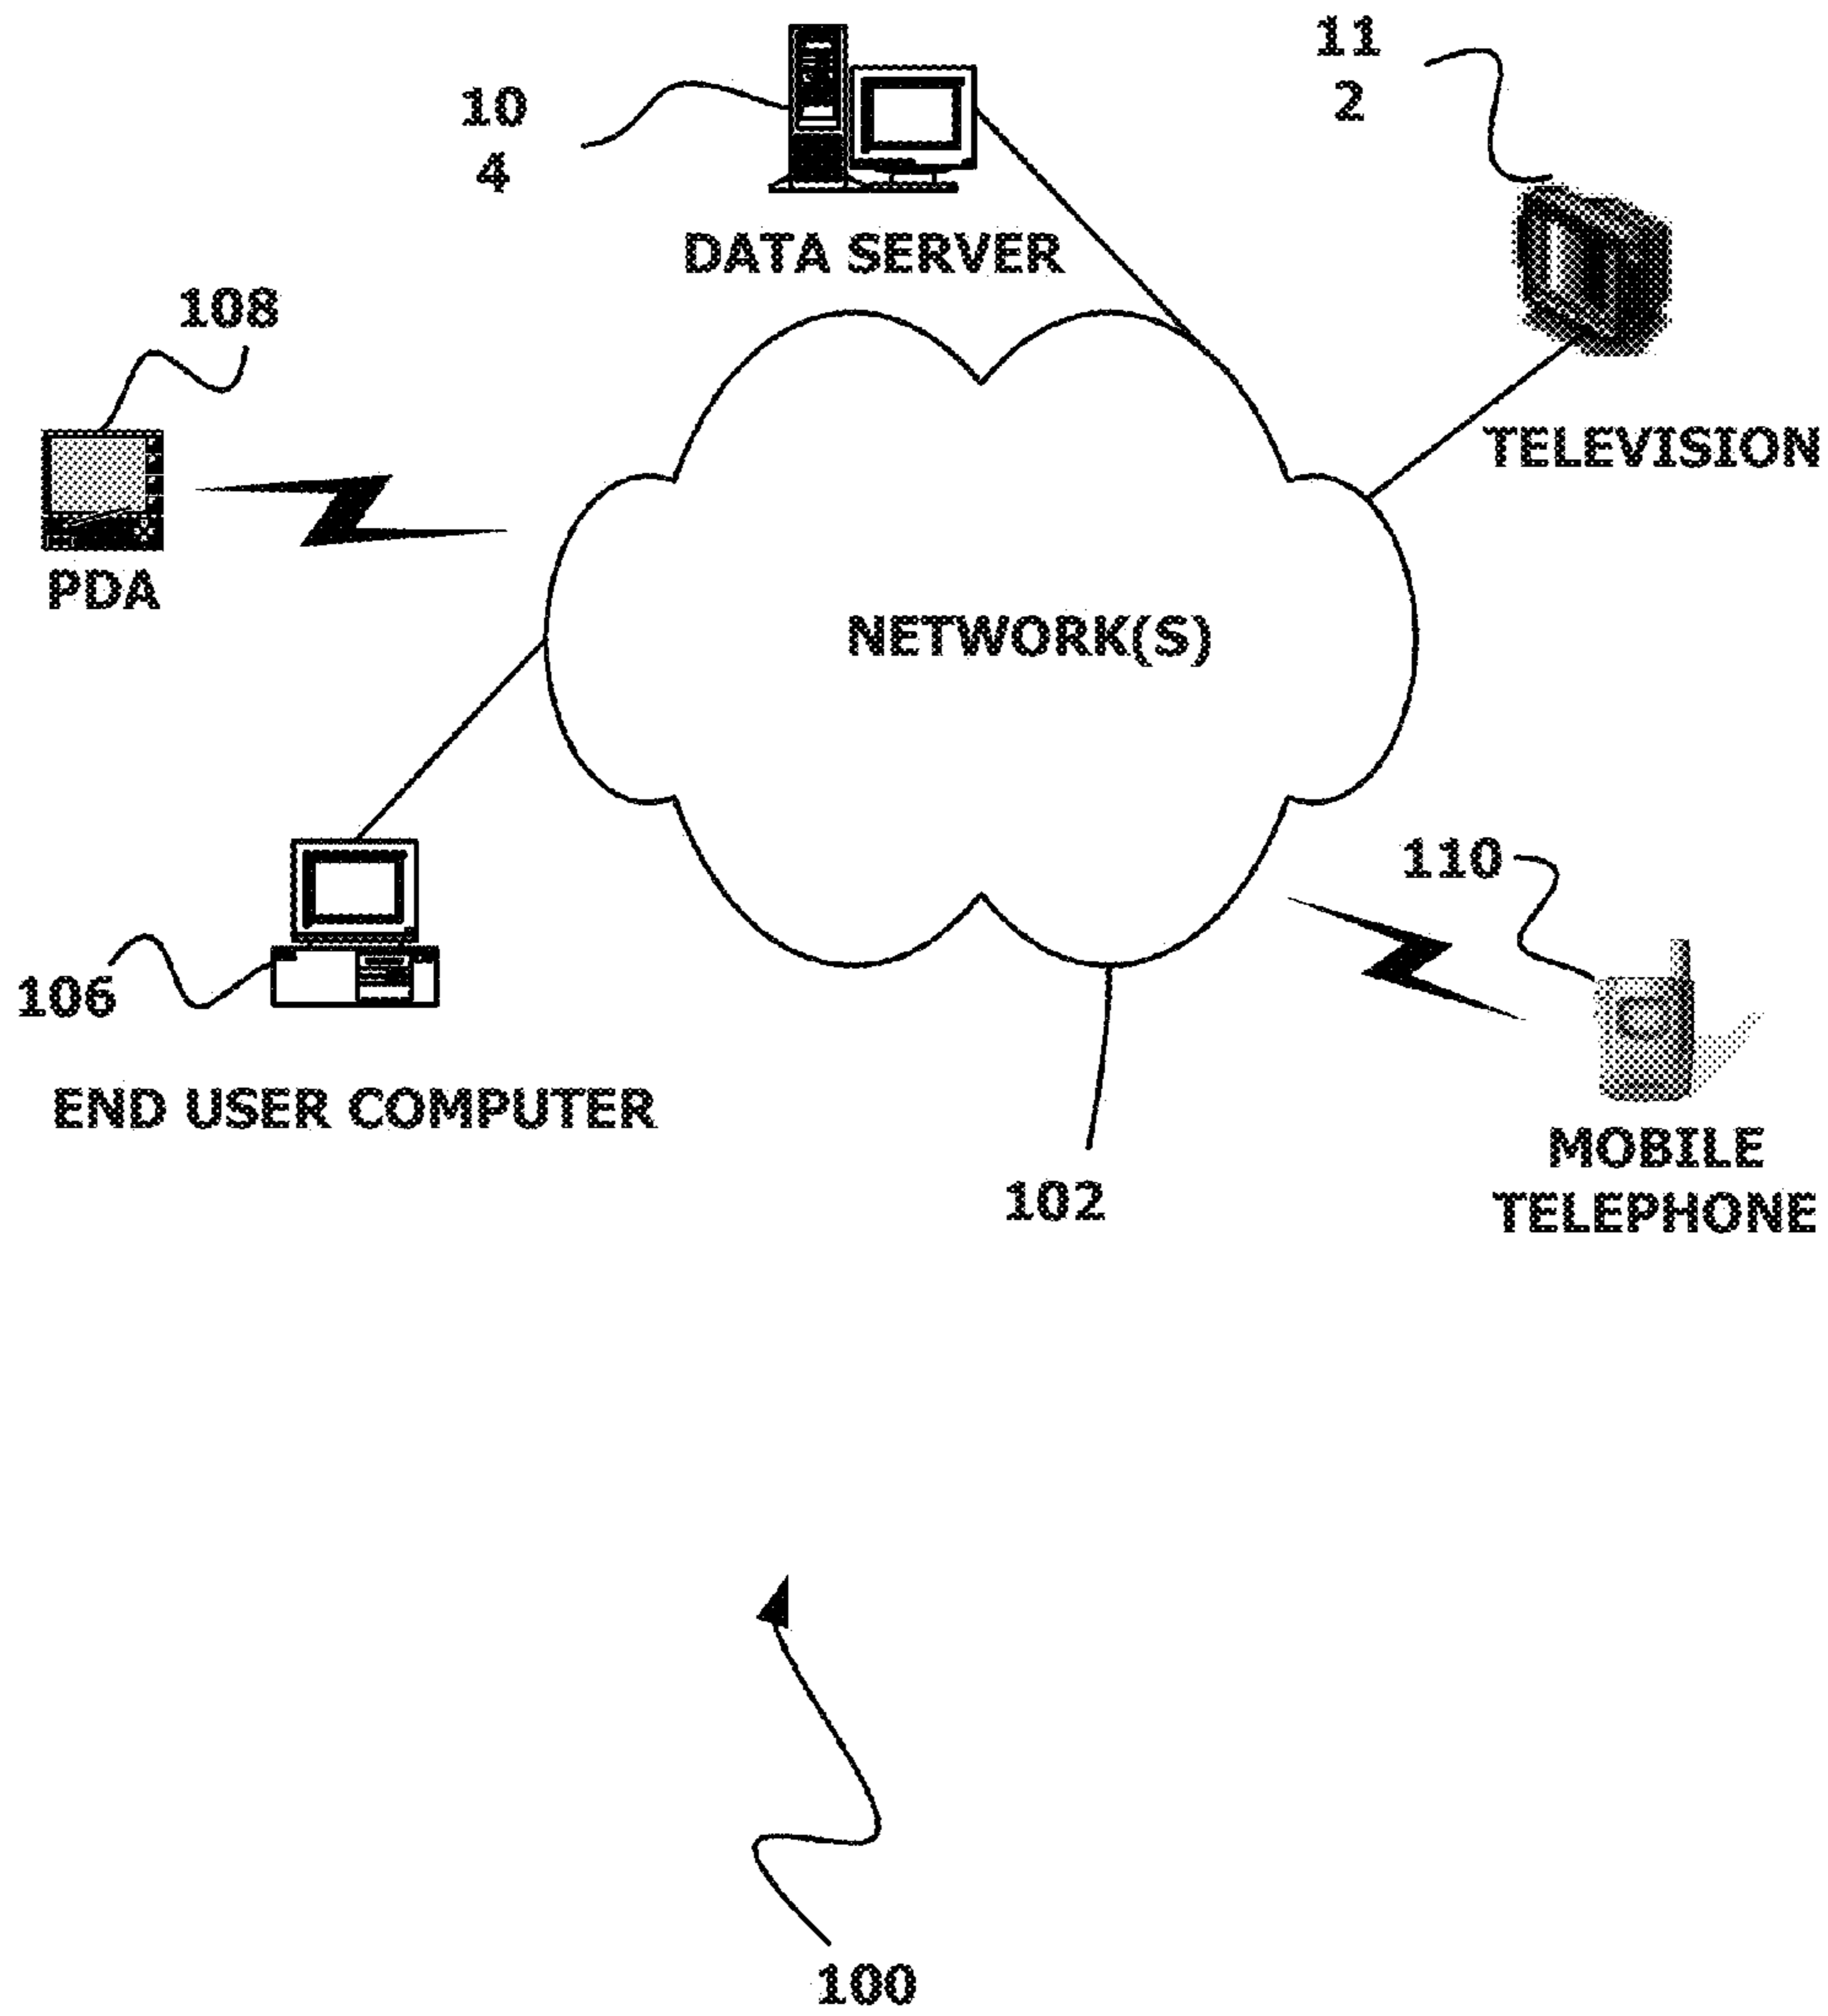 11
2
10
4
DATA SERVER
108
TELEVISION
PDA
NETWORK(S)
110
106
END USER COMPUTER
MOBILE
TELEPHONE
102
100